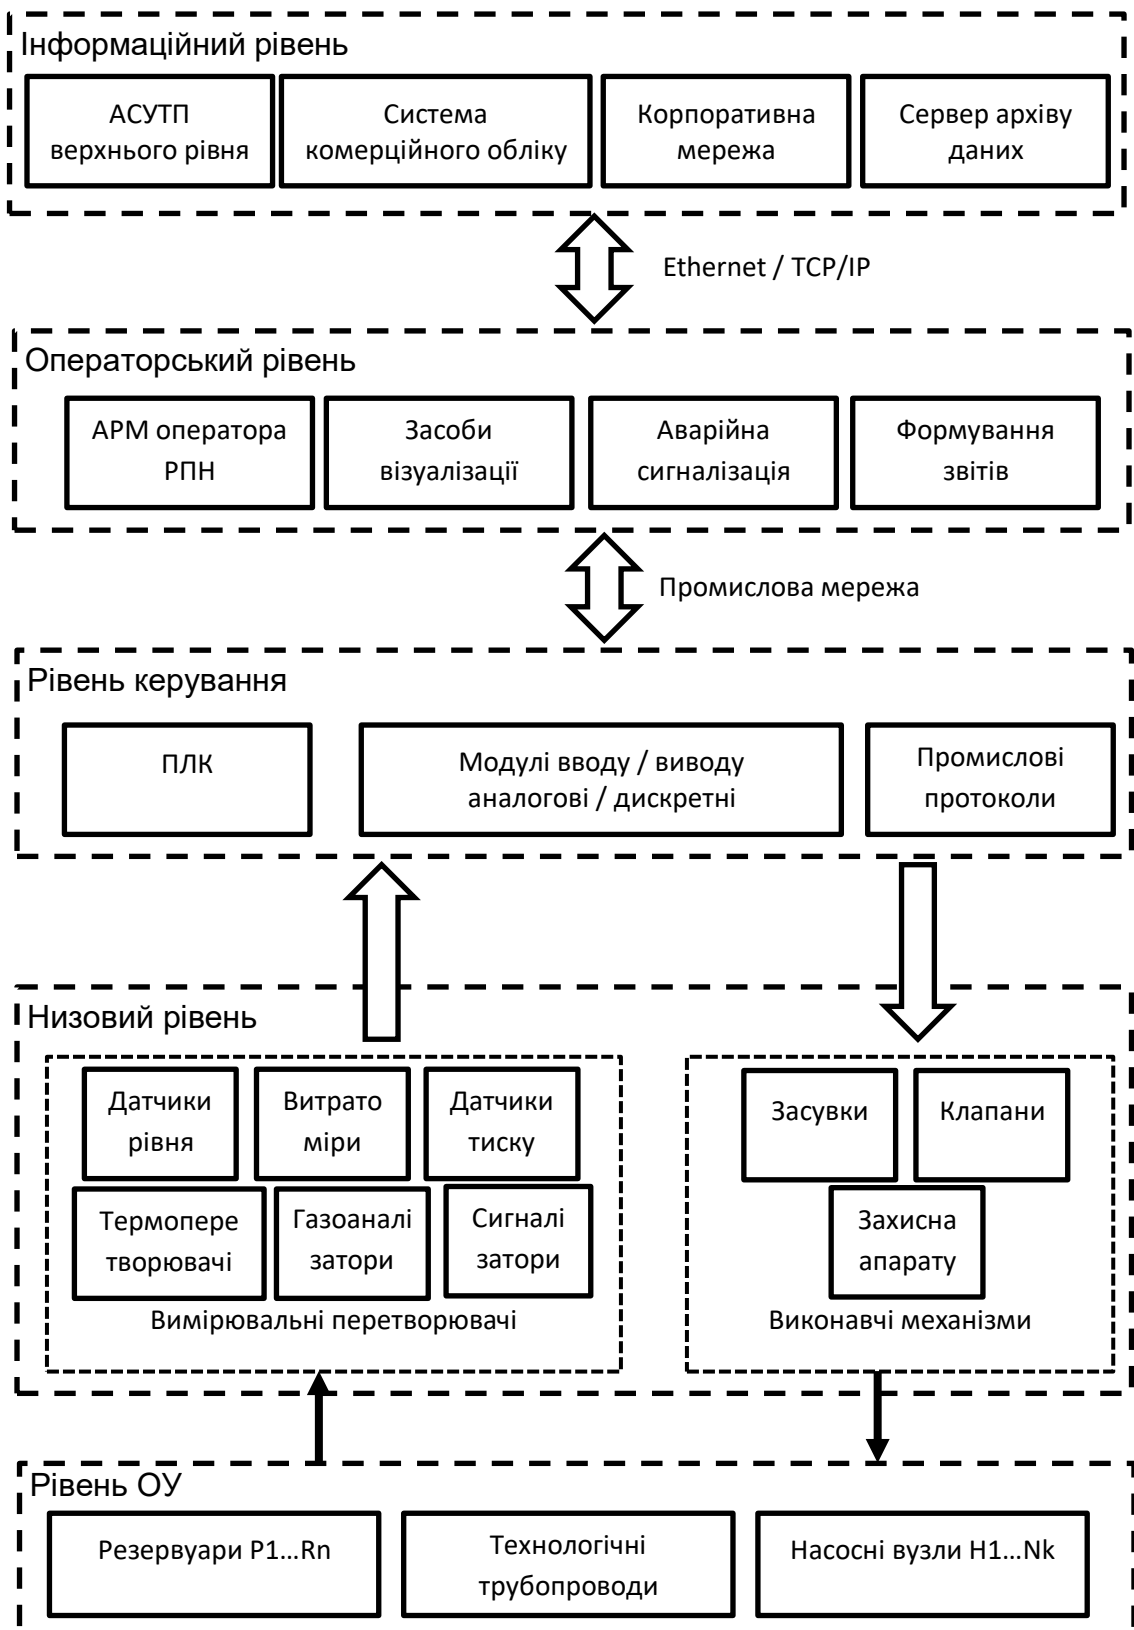 Інформаційний рівень
АСУТП
верхнього рівня
Система
комерційного обліку
Корпоративна
мережа
Сервер архіву
даних
Ethernet / TCP/IP
Операторський рівень
АРМ оператора
РПН
Засоби
візуалізації
Аварійна
сигналізація
Формування
звітів
Промислова мережа
Рівень керування
ПЛК
Модулі вводу / виводу
аналогові / дискретні
Промислові
протоколи
Низовий рівень
Датчики
рівня
Витрато
міри
Датчики
тиску
Термопере
творювачі
Газоаналі
затори
Сигналі
затори
Вимірювальні перетворювачі
Засувки
Клапани
Захисна
апарату
Виконавчі механізми
Рівень ОУ
Резервуари Р1...Rn
Технологічні
трубопроводи
Насосні вузли Н1...Nk